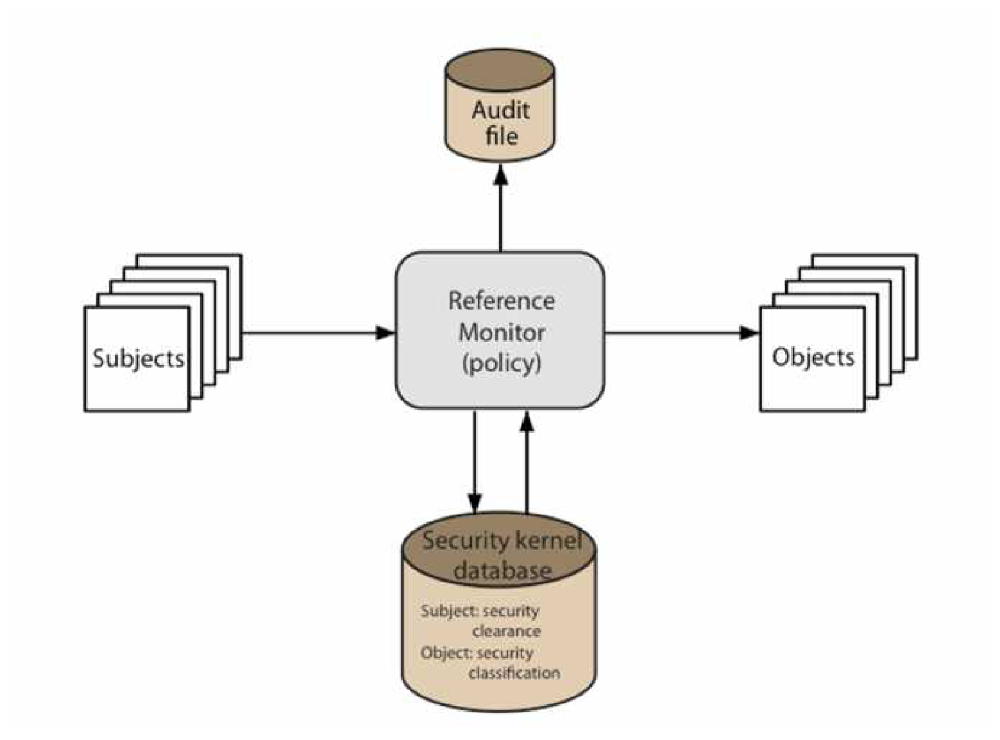 Audit
file
Subjects
Reference
Monitor
(policy)
Objects
Security kernel
database
Subject: security
clearance
Object: security
classification